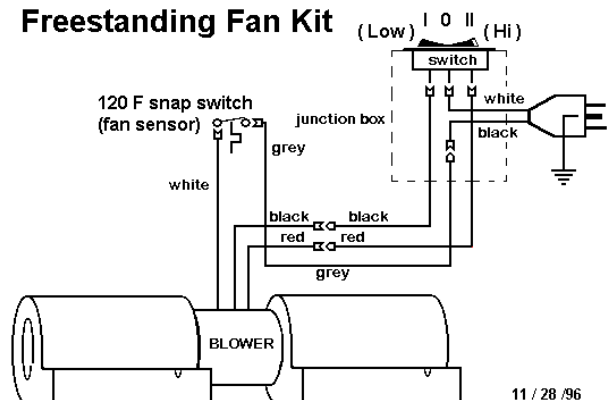 Freestanding Fan Kit
(Low) I O II (Hi)
switch
120 F snap switch
(fan sensor)
junction box
white
black
grey
white
black black
red red
grey
BLOWER
11 / 28 /96